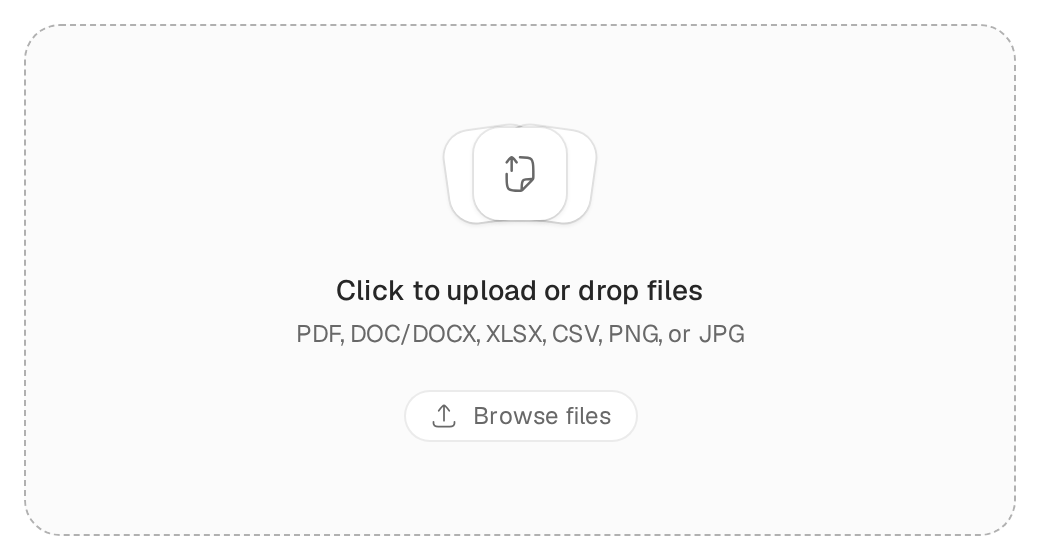 Click to upload or drop files
PDF, DOC/DOCX, XLSX, CSV, PNG, or JPG
Browse files